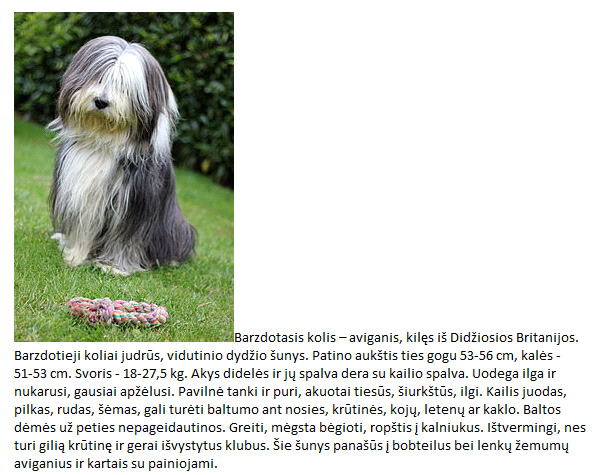 Barzdotasis kolis – aviganis, kilęs iš Didžiosios Britanijos.
Barzdotieji koliai judrūs, vidutinio dydžio šunys. Patino aukštis ties gogu 53-56 cm, kalės -
51-53 cm. Svoris - 18-27,5 kg. Akys didelės ir jų spalva dera su kailio spalva. Uodega ilga ir
nukarusi, gausiai apžėlusi. Pavilnė tanki ir puri, akuotai tiesūs, šiurkštūs, ilgi. Kailis juodas,
pilkas, rudas, šėmas, gali turėti baltumo ant nosies, krūtinės, kojų, letenų ar kaklo. Baltos
dėmės už peties nepageidautinos. Greiti, mėgsta bėgioti, ropštis į kalniukus. Ištvermingi, nes
turi gilią krūtinę ir gerai išvystytus klubus. Šie šunys panašūs į bobteilus bei lenkų žemumų
aviganius ir kartais su painiojami.